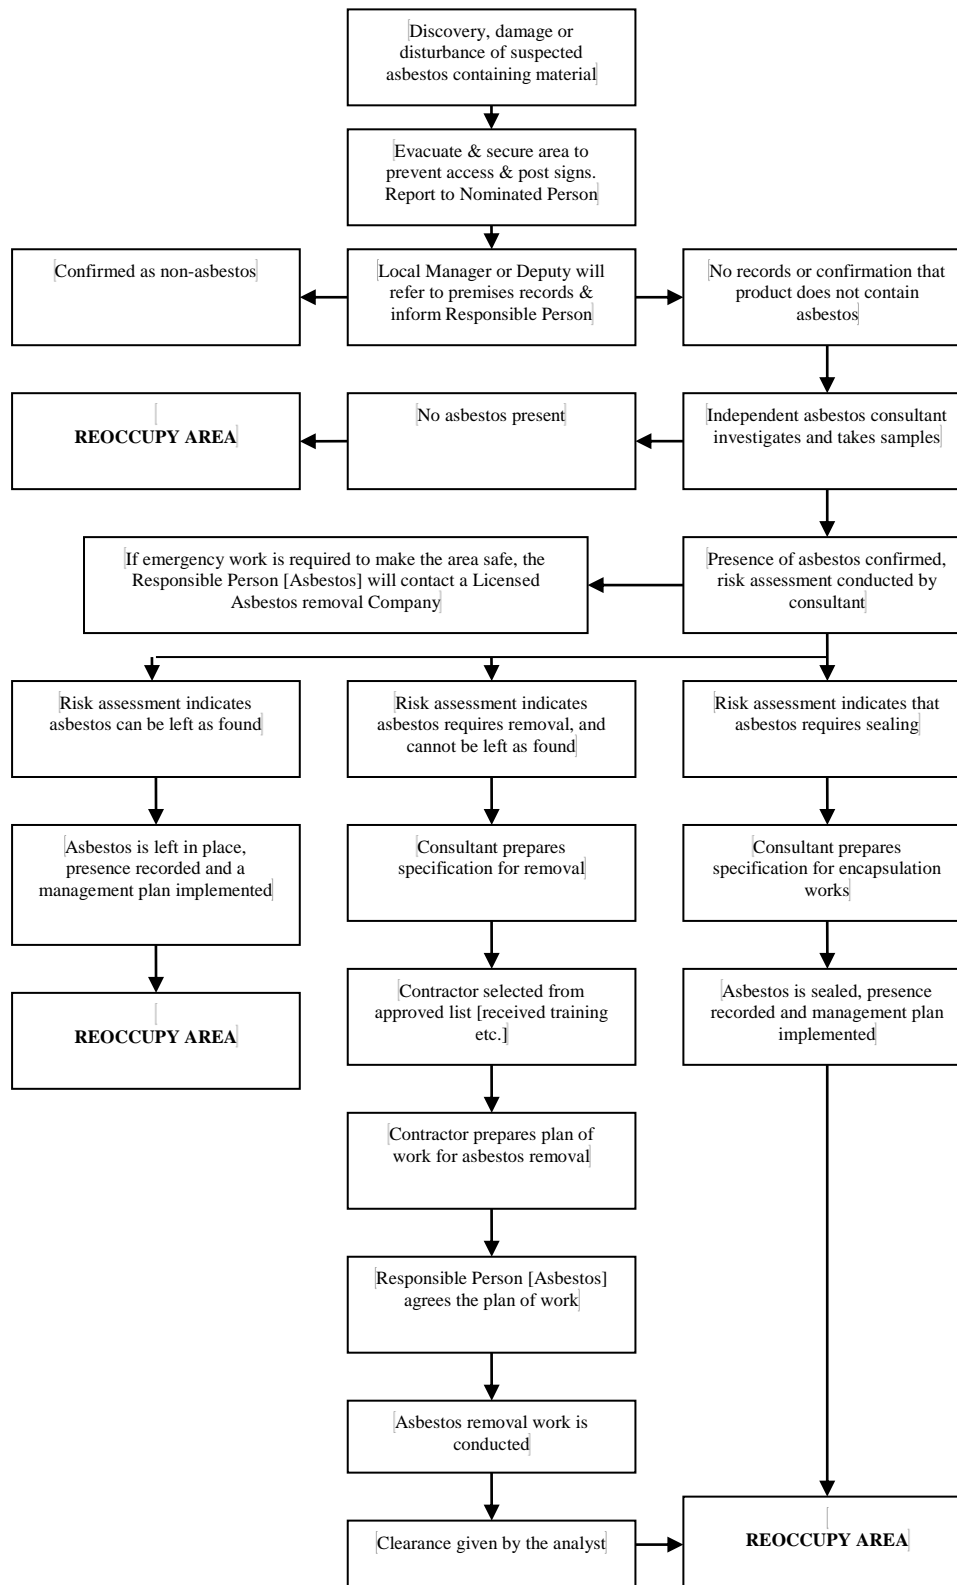 Discovery, damage or
disturbance of suspected
asbestos containing material
Evacuate & secure area to
prevent access & post signs.
Report to Nominated Person
Confirmed as non-asbestos
Local Manager or Deputy will
refer to premises records &
inform Responsible Person
No records or confirmation that
product does not contain
asbestos
REOCCUPY AREA
No asbestos present
Independent asbestos consultant
investigates and takes samples
If emergency work is required to make the area safe, the
Responsible Person [Asbestos] will contact a Licensed
Asbestos removal Company
Presence of asbestos confirmed,
risk assessment conducted by
consultant
Risk assessment indicates
asbestos can be left as found
Risk assessment indicates
asbestos requires removal, and
cannot be left as found
Risk assessment indicates that
asbestos requires sealing
Asbestos is left in place,
presence recorded and a
management plan implemented
Consultant prepares
specification for removal
Consultant prepares
specification for encapsulation
works
REOCCUPY AREA
Contractor selected from
approved list [received training
etc.]
Asbestos is sealed, presence
recorded and management plan
implemented
Contractor prepares plan of
work for asbestos removal
Responsible Person [Asbestos]
agrees the plan of work
Asbestos removal work is
conducted
Clearance given by the analyst
REOCCUPY AREA